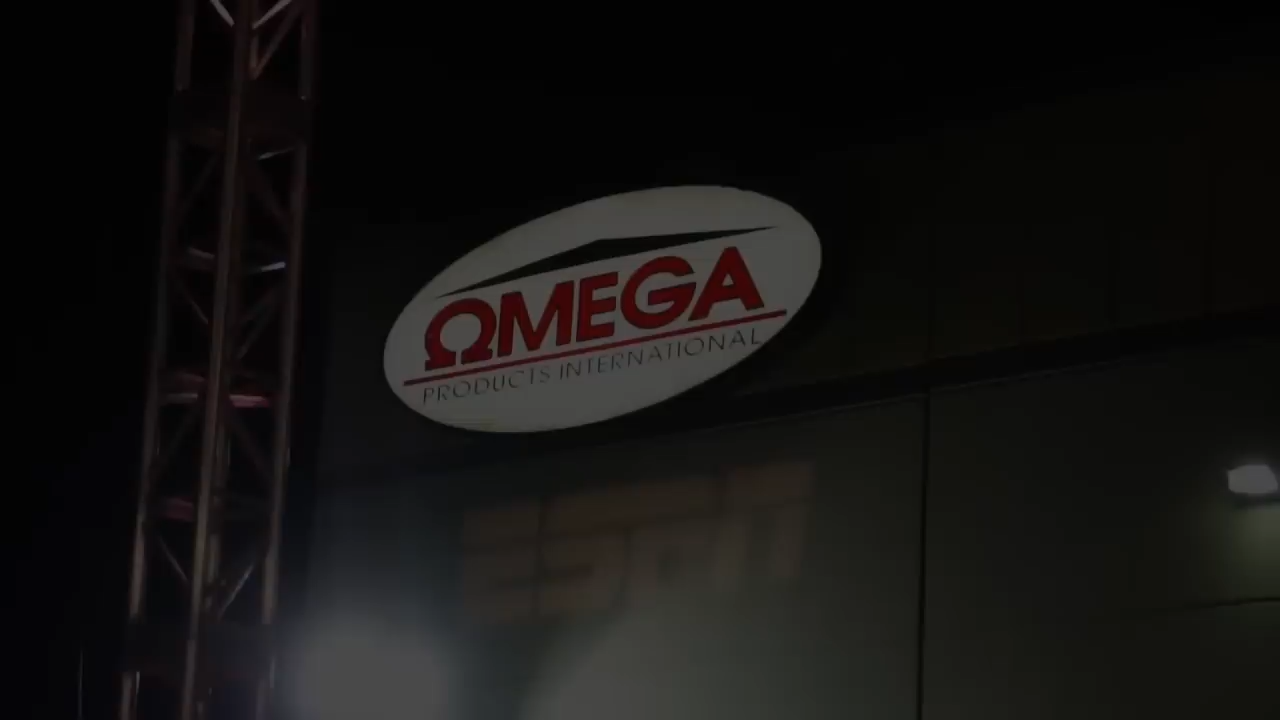 ΩMEGA
PRODUCTS INTERNATIONAL
ESPN